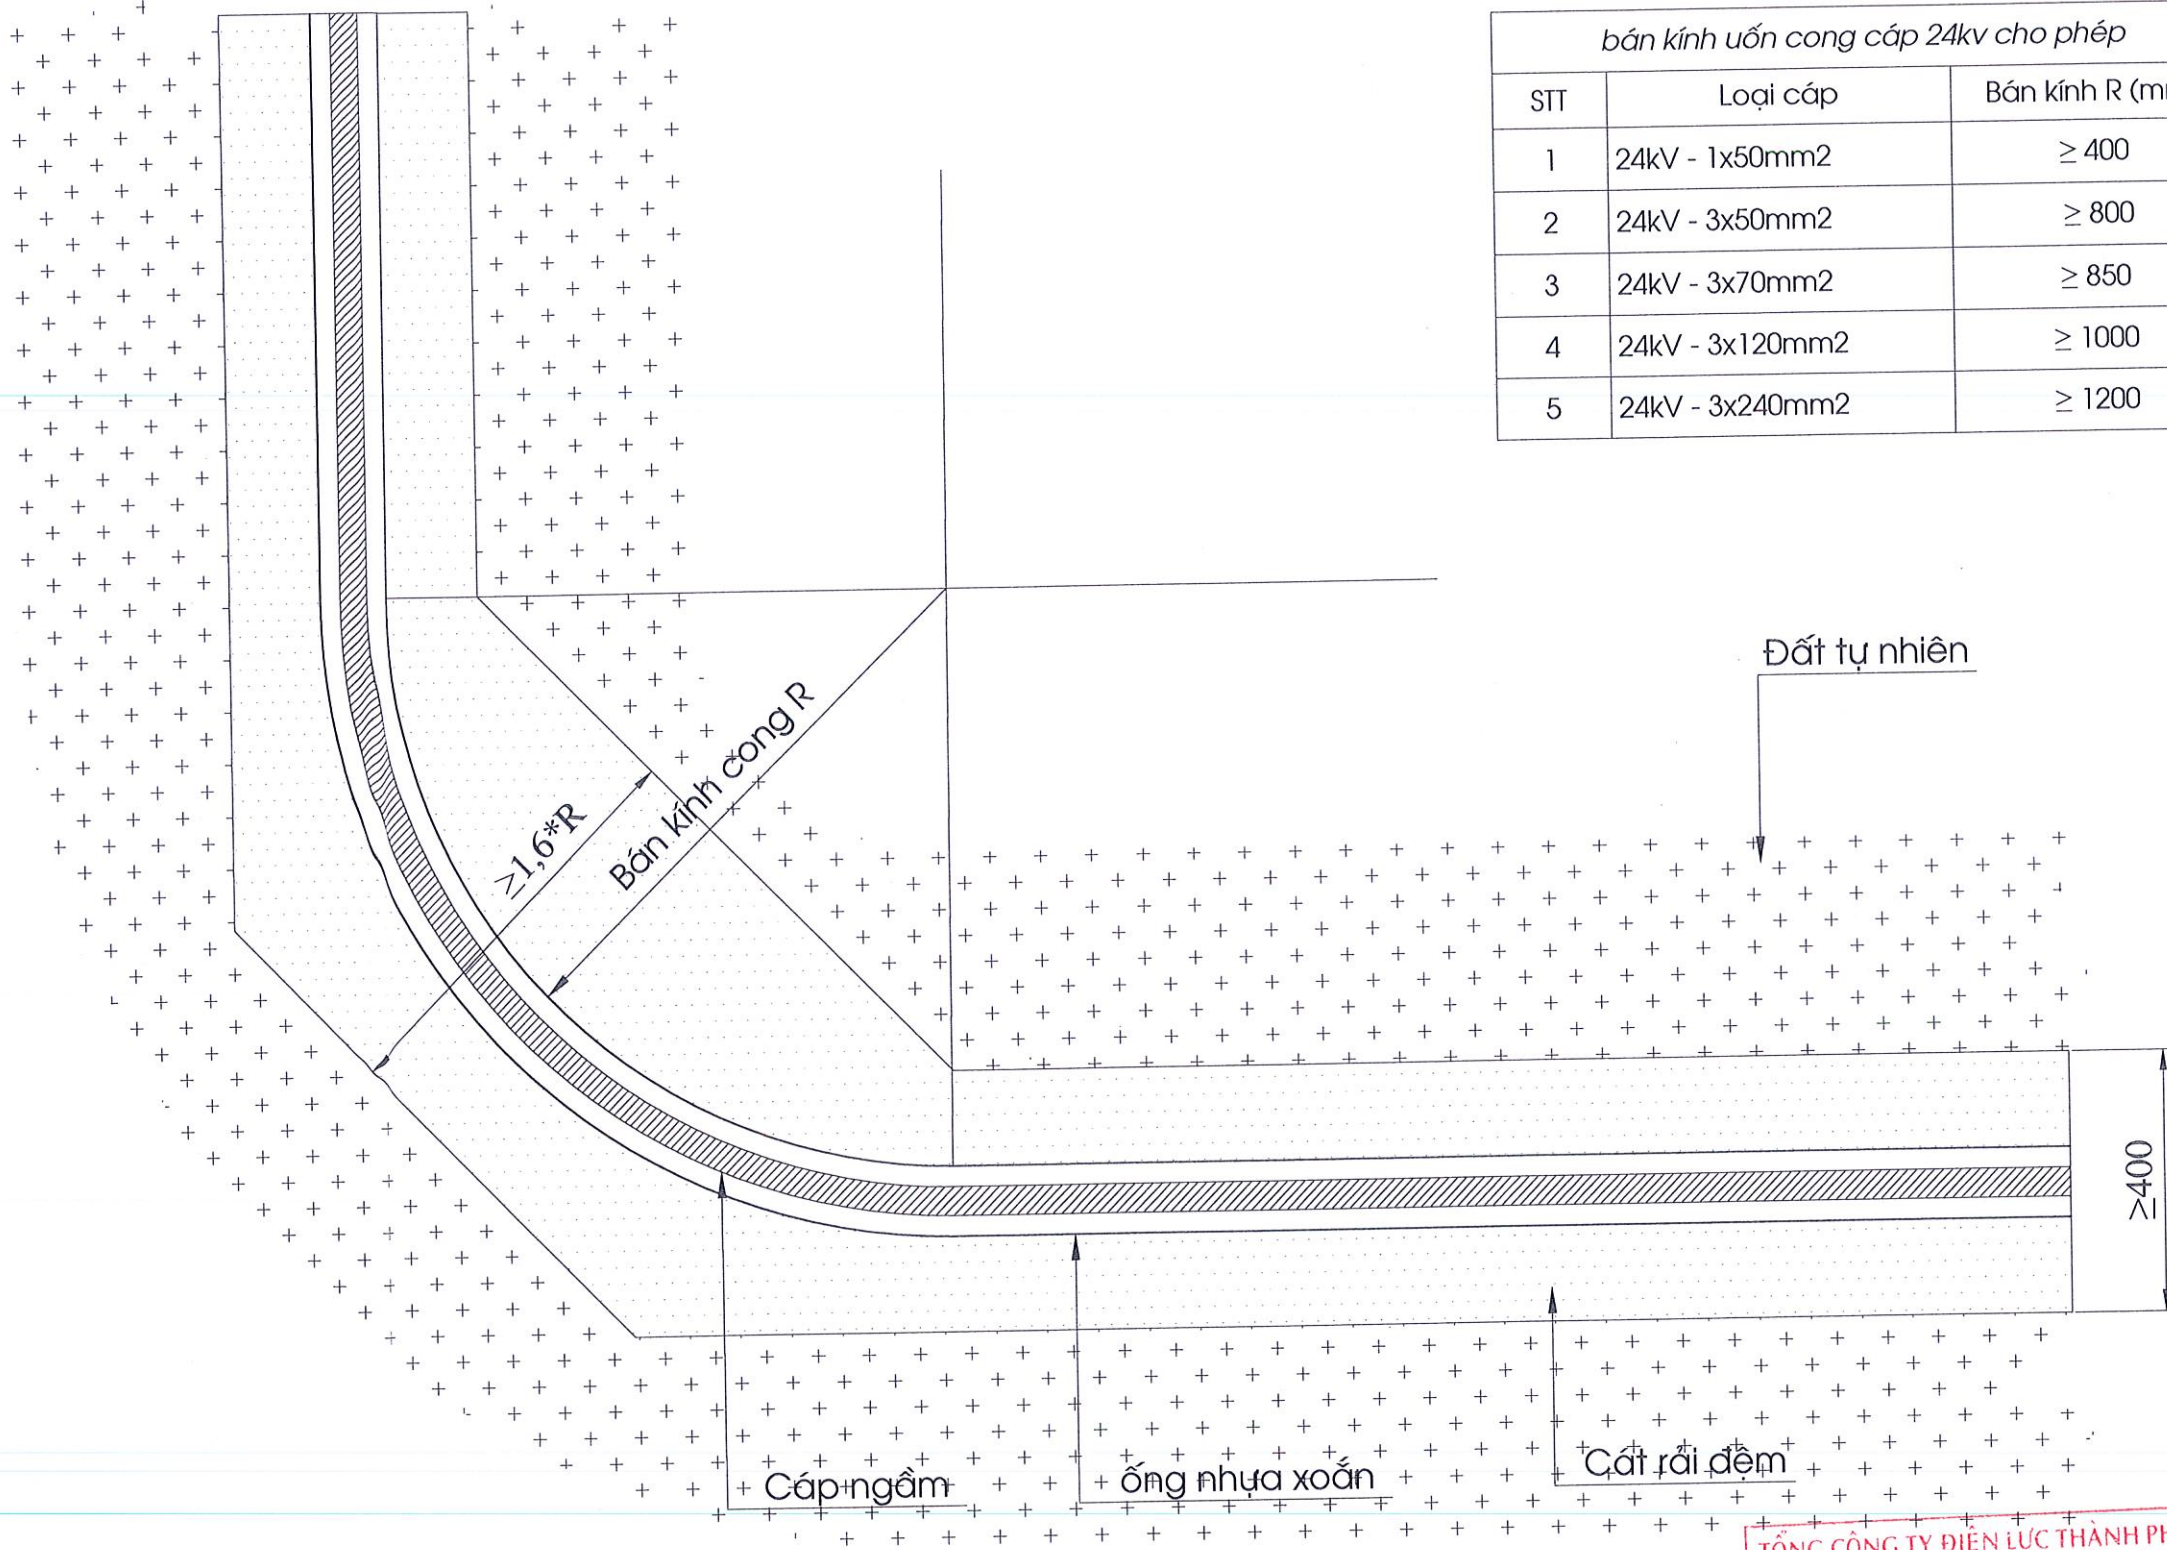 bán kính uốn cong cáp 24kv cho phép
STT Loại cáp Bán kính R
1 24kV - 1x50mm2 ≥ 400
2 24kV - 3x50mm2 ≥ 800
3 24kV - 3x70mm2 ≥ 850
4 24kV - 3x120mm2 ≥ 1000
5 24kV - 3x240mm2 ≥ 1200
Đất tự nhiên
Bán kính cong R
≥1,6*R
≥400
Cáp ngầm
ống nhựa xoắn
Cát rải đệm
TỔNG CÔNG TY ĐIỆN LỰC THÀNH